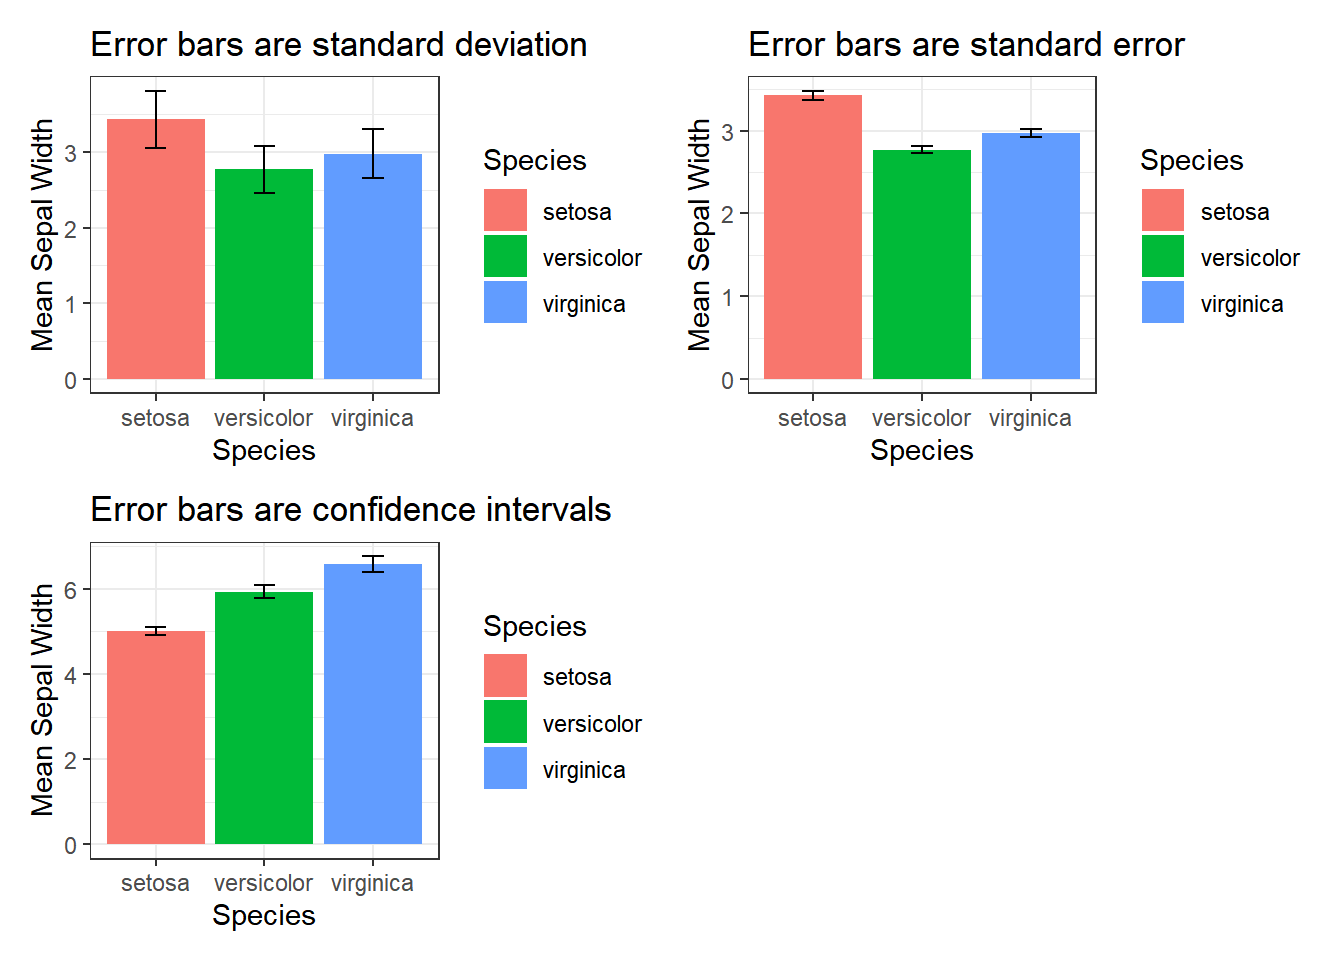 Error bars are standard deviation
Mean Sepal Width
3
2
1
0
setosa versicolor virginica
Species
Species
setosa
versicolor
virginica
Error bars are standard error
Mean Sepal Width
3
2
1
0
setosa versicolor virginica
Species
Species
setosa
versicolor
virginica
Error bars are confidence intervals
Mean Sepal Width
6
4
2
0
setosa versicolor virginica
Species
Species
setosa
versicolor
virginica